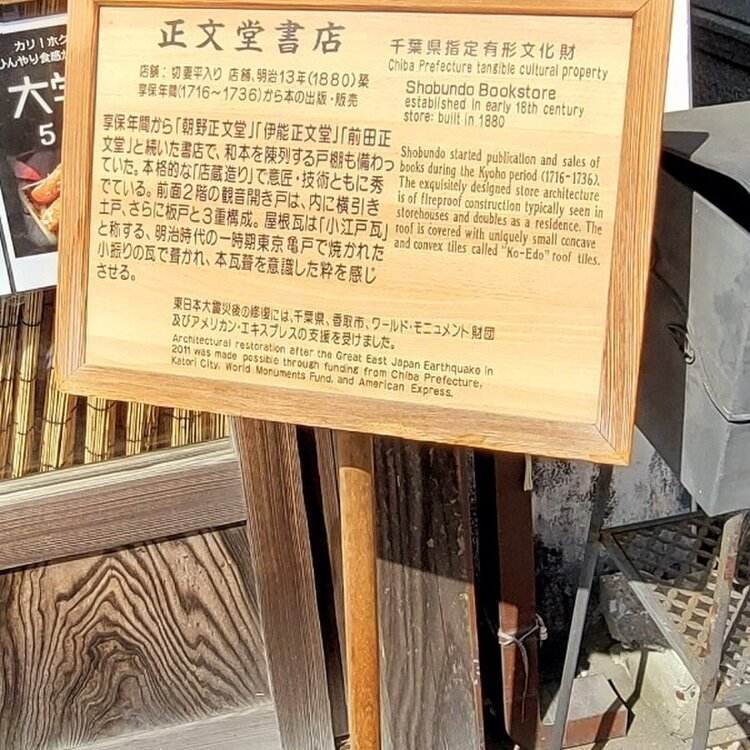 正文堂書店
店舗：切妻平入り 店舗、明治13年(1880)築
享保年間(1716～1736)から本の出版・販売
千葉県指定有形文化財
Chiba Prefecture tangible cultural property
Shobundo Bookstore
established in early 18th century
store: built in 1880
享保年間から「朝野正文堂」「伊能正文堂」「前田正
文堂」と続いた書店で、和本を陳列する戸棚も備わっ
ていた。本格的な「店蔵造り」で意匠・技術ともに秀
でている。前面2階の観音開き戸は、内に横引き
土戸、さらに板戸と3重構成。屋根瓦は「小江戸瓦」
と称する、明治時代の一時期東京亀戸で焼かれた
小振りの瓦で葺かれ、本瓦葺を意識した粋を感じ
させる。
Shobundo started publication and sales of
books during the Kyoho period (1716-1736).
The exquisitely designed store architecture
is of fireproof construction typically seen in
storehouses and doubles as a residence. The
roof is covered with uniquely small concave
and convex tiles called "Ko-Edo" roof tiles.
東日本大震災後の修復には、千葉県、香取市、ワールド・モニュメント財団
及びアメリカン・エキスプレスの支援を受けました。
Architectural restoration after the Great East Japan Earthquake in
2011 was made possible through funding from Chiba Prefecture,
Katori City, World Monuments Fund, and American Express.
カリ！ホク
ひんやり食感
大学
5